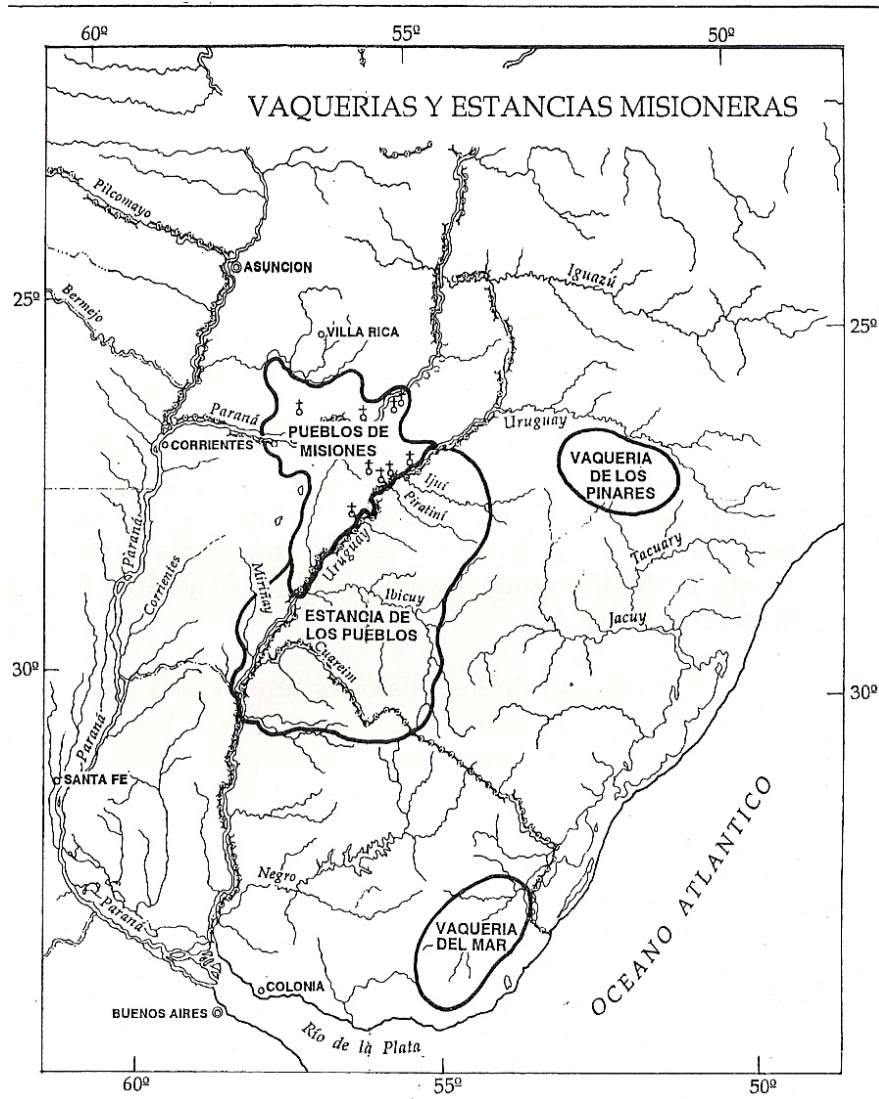 60º
55º
50º
VAQUERIAS Y ESTANCIAS MISIONERAS
Pilcomayo
ASUNCION
Iguazú
25º
Bermejo
25º
VILLA RICA
Paraná
Uruguay
CORRIENTES
PUEBLOS DE
MISIONES
VAQUERIA
DE LOS
PINARES
Ijui
Piratiní
Paraná
Corrientes
Uruguay
Miriñay
Tacuary
Ibicuy
ESTANCIA DE
LOS PUEBLOS
Jacuy
Cuareim
30º
30º
Paraná
SANTA FE
Negro
Paraná
VAQUERIA
DEL MAR
OCEANO ATLANTICO
COLONIA
BUENOS AIRES
Río de la Plata
60º
55º
50º